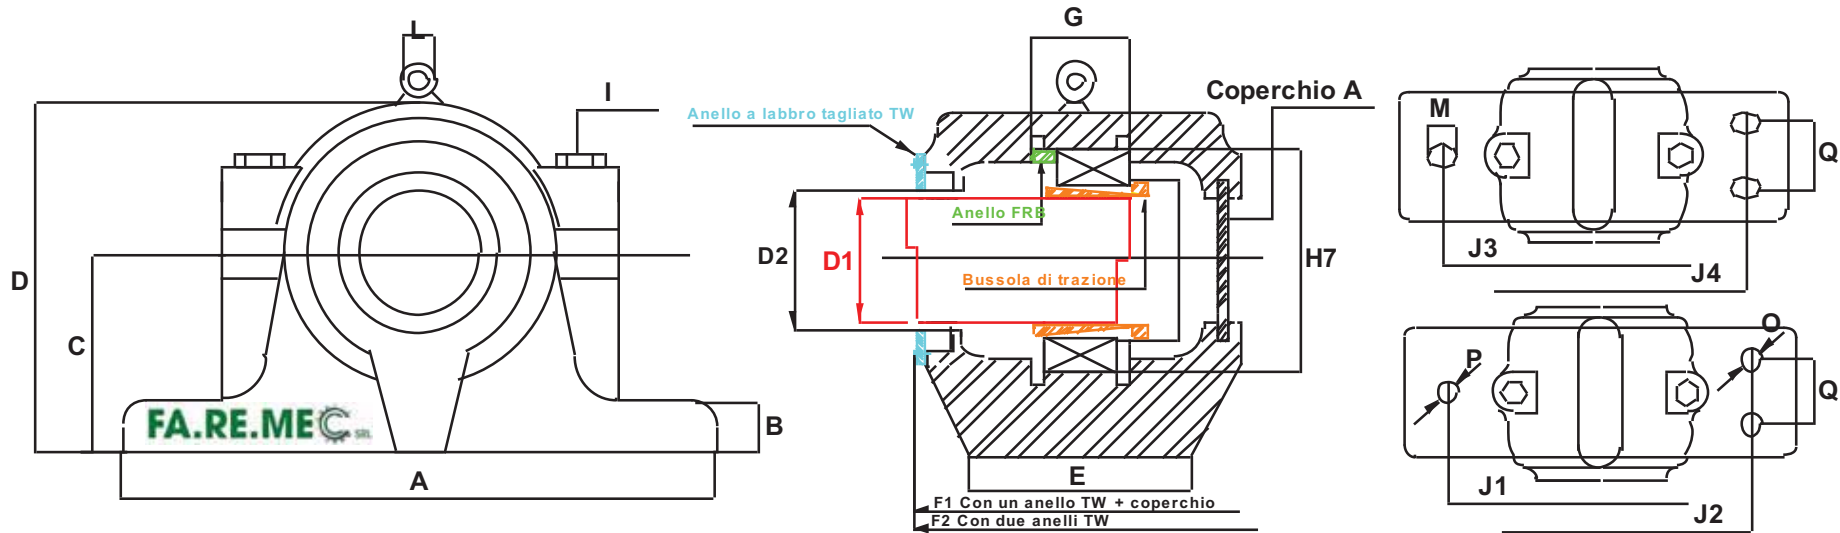 L
I
D
C
B
A
FA.RE.MEC SRL
G
Anello a labbro tagliato TW
Coperchio A
Anello FRB
D2
D1
H7
Bussola di trazione
E
F1 Con un anello TW + coperchio
F2 Con due anelli TW
M
Q
J3
J4
O
P
Q
J1
J2